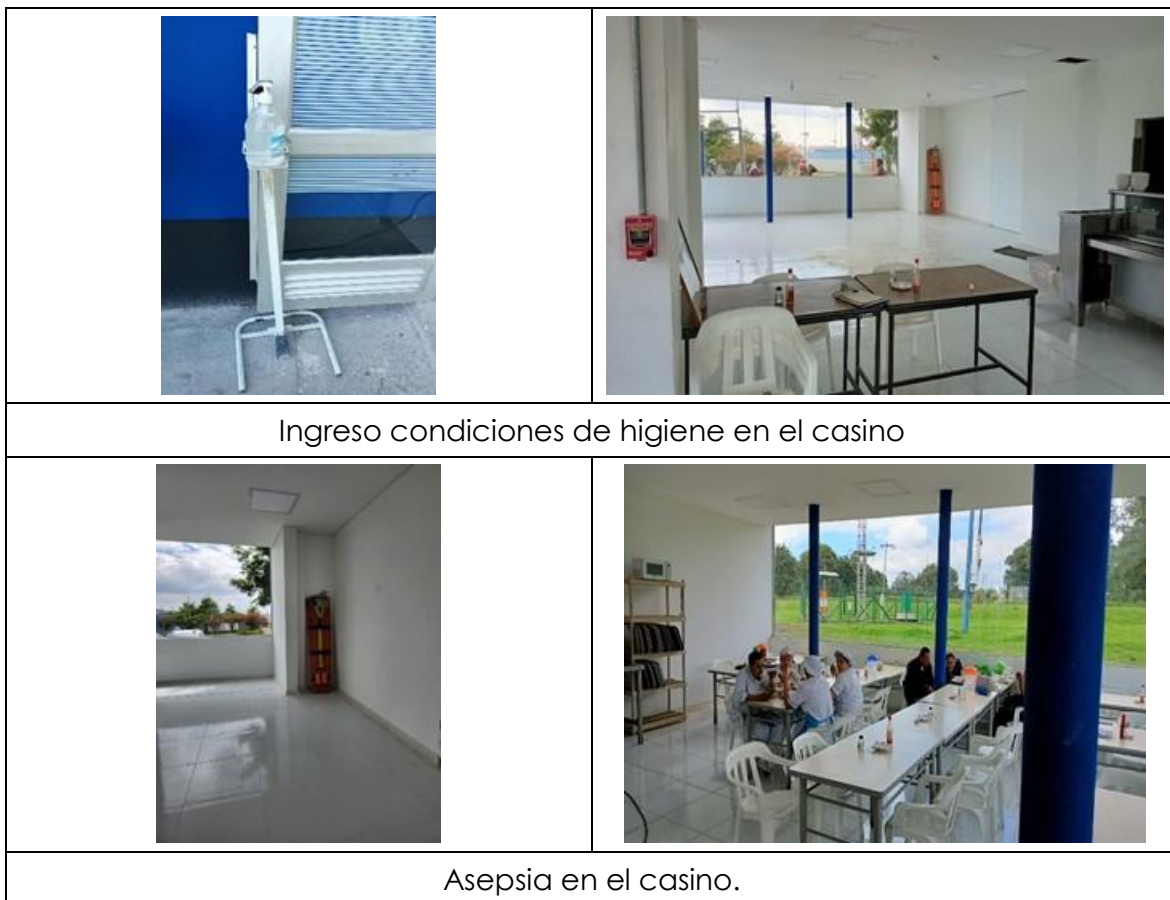 Ingreso condiciones de higiene en el casino
Asepsia en el casino.